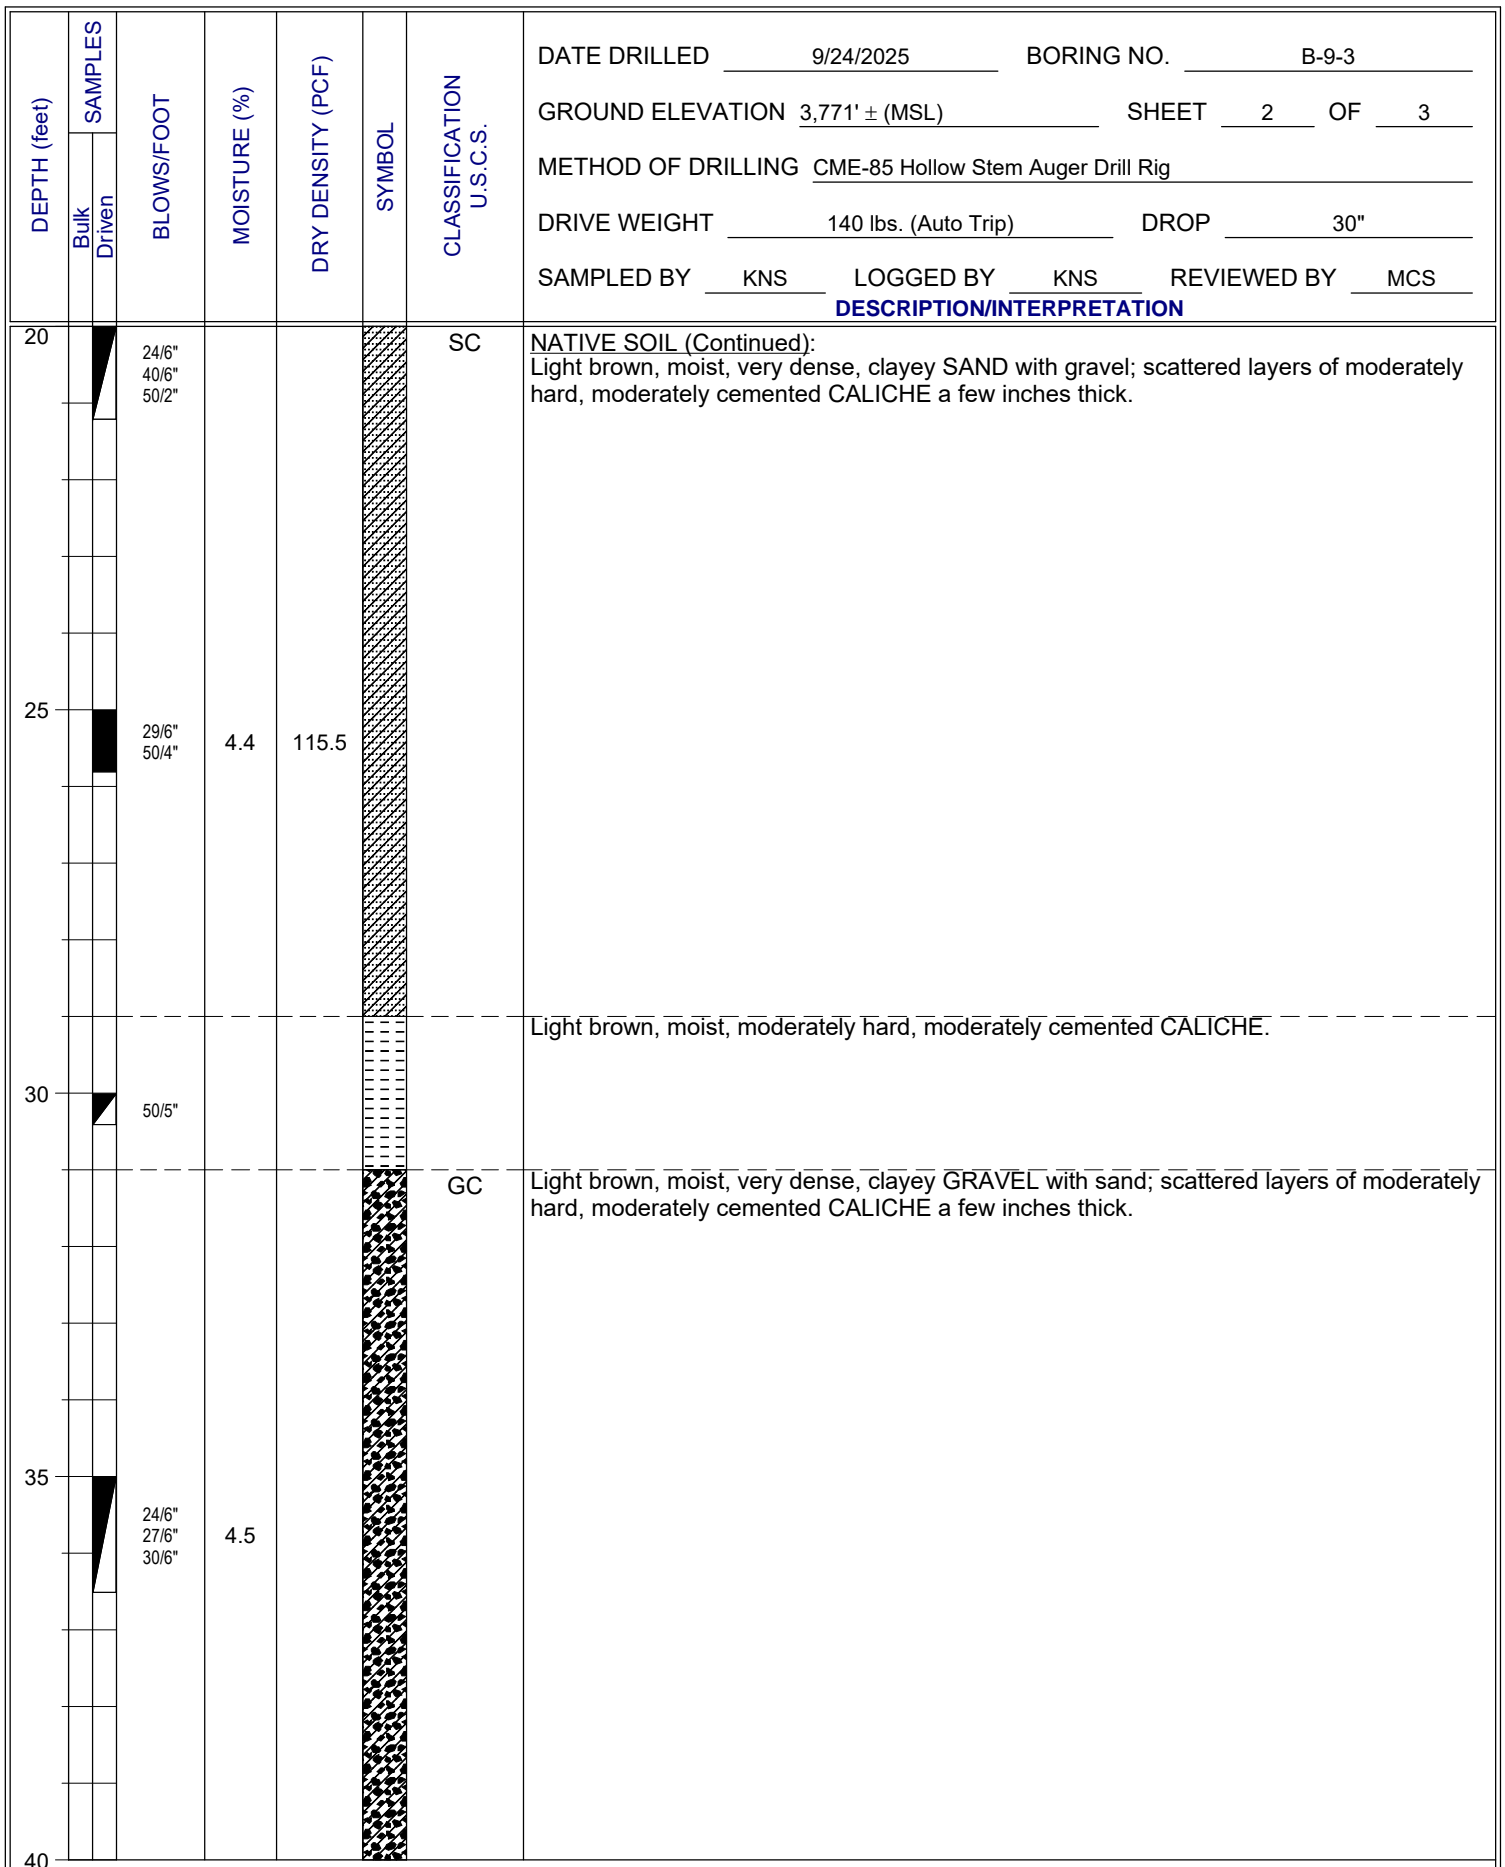 DEPTH (feet)
SAMPLES
Bulk
Driven
BLOWS/FOOT
MOISTURE (%)
DRY DENSITY (PCF)
SYMBOL
CLASSIFICATION
U.S.C.S.
DATE DRILLED 9/24/2025 BORING NO. B-9-3
GROUND ELEVATION 3,771' ± (MSL) SHEET 2 OF 3
METHOD OF DRILLING CME-85 Hollow Stem Auger Drill Rig
DRIVE WEIGHT 140 lbs. (Auto Trip) DROP 30"
SAMPLED BY KNS LOGGED BY KNS REVIEWED BY MCS
DESCRIPTION/INTERPRETATION
20
24/6"
40/6"
50/2"
SC
NATIVE SOIL (Continued):
Light brown, moist, very dense, clayey SAND with gravel; scattered layers of moderately
hard, moderately cemented CALICHE a few inches thick.
25
29/6"
50/4"
4.4
115.5
Light brown, moist, moderately hard, moderately cemented CALICHE.
30
50/5"
GC
Light brown, moist, very dense, clayey GRAVEL with sand; scattered layers of moderately
hard, moderately cemented CALICHE a few inches thick.
35
24/6"
27/6"
30/6"
4.5
40